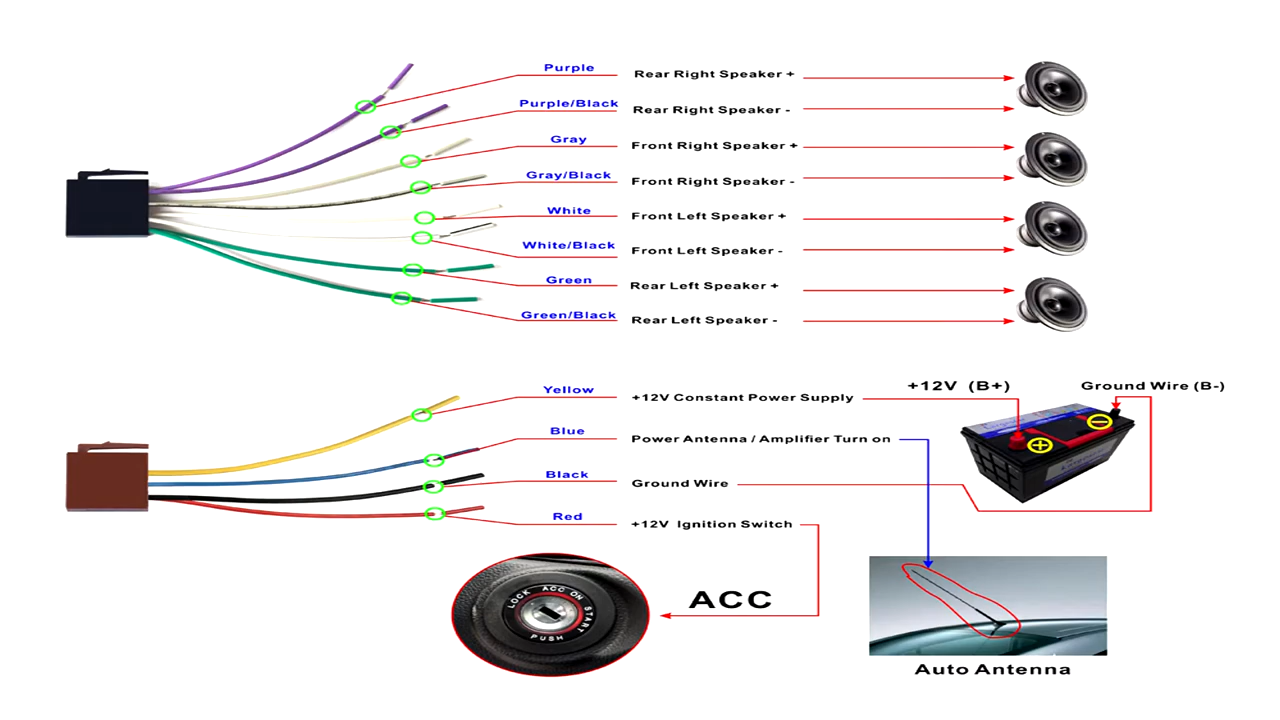 Purple
Rear Right Speaker +
Purple/Black
Rear Right Speaker -
Gray
Front Right Speaker +
Gray/Black
Front Right Speaker -
White
Front Left Speaker +
White/Black
Front Left Speaker -
Green
Rear Left Speaker +
Green/Black
Rear Left Speaker -
+12V (B+)
Ground Wire (B-)
Yellow
+12V Constant Power Supply
Blue
Power Antenna / Amplifier Turn on
Black
Ground Wire
Red
+12V Ignition Switch
ACC
LOCK ACC ON START
PUSH
Auto Antenna